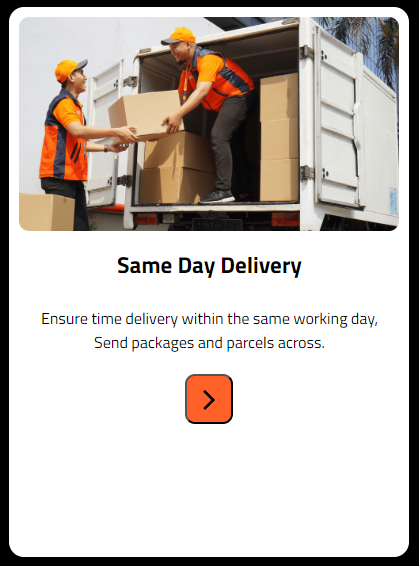 Same Day Delivery
Ensure time delivery within the same working day,
Send packages and parcels across.